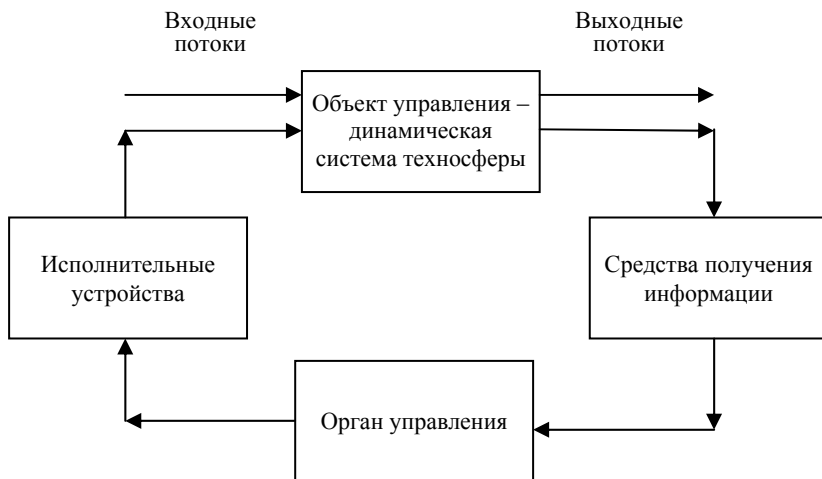 Входные
потоки
Выходные
потоки
Объект управления –
динамическая
система техносферы
Исполнительные
устройства
Средства получения
информации
Орган управления